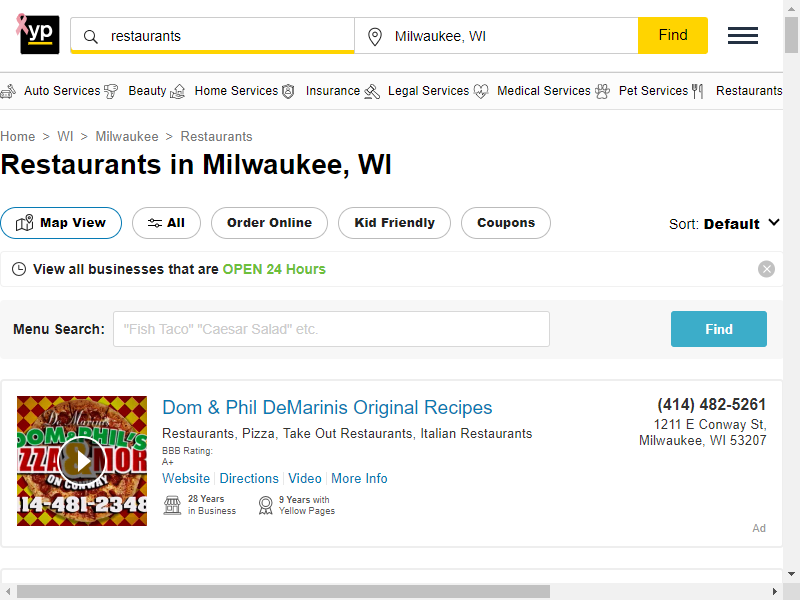 yp
restaurants
Milwaukee, WI
Find
Auto Services
Beauty
Home Services
Insurance
Legal Services
Medical Services
Pet Services
Restaurants
Home > WI > Milwaukee > Restaurants
Restaurants in Milwaukee, WI
Map View
All
Order Online
Kid Friendly
Coupons
Sort: Default
View all businesses that are OPEN 24 Hours
Menu Search:
"Fish Taco" "Caesar Salad" etc.
Find
Dom & Phil DeMarinis Original Recipes
Restaurants, Pizza, Take Out Restaurants, Italian Restaurants
BBB Rating:
A+
Website
Directions
Video
More Info
28 Years
in Business
9 Years with
Yellow Pages
(414) 482-5261
1211 E Conway St,
Milwaukee, WI 53207
Ad
ON CONWAY
414-481-2348